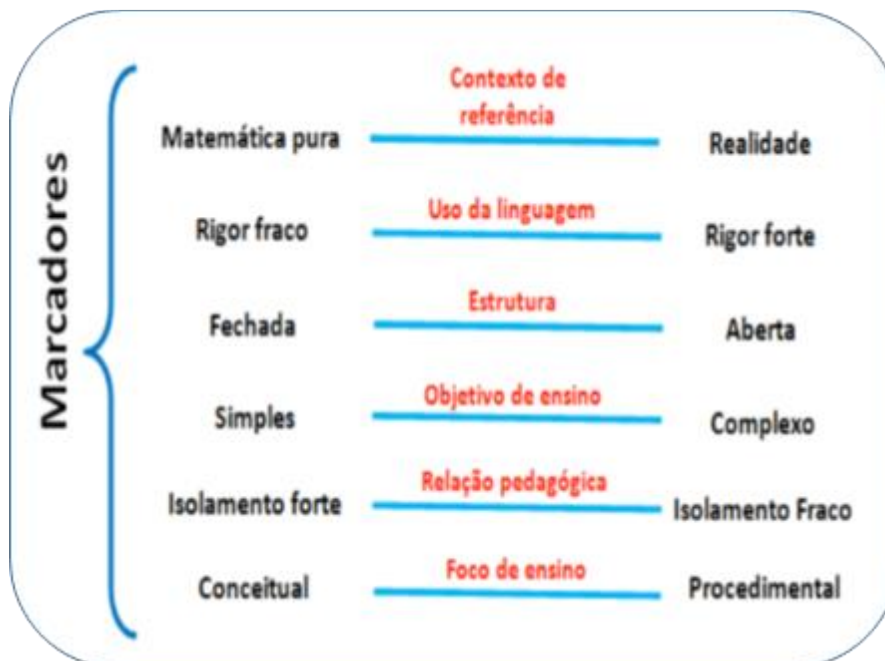 Marcadores
Contexto de
referência
Matemática pura
Realidade
Uso da linguagem
Rigor fraco
Rigor forte
Estrutura
Fechada
Aberta
Objetivo de ensino
Simples
Complexo
Relação pedagógica
Isolamento forte
Isolamento Fraco
Foco de ensino
Conceitual
Procedimental